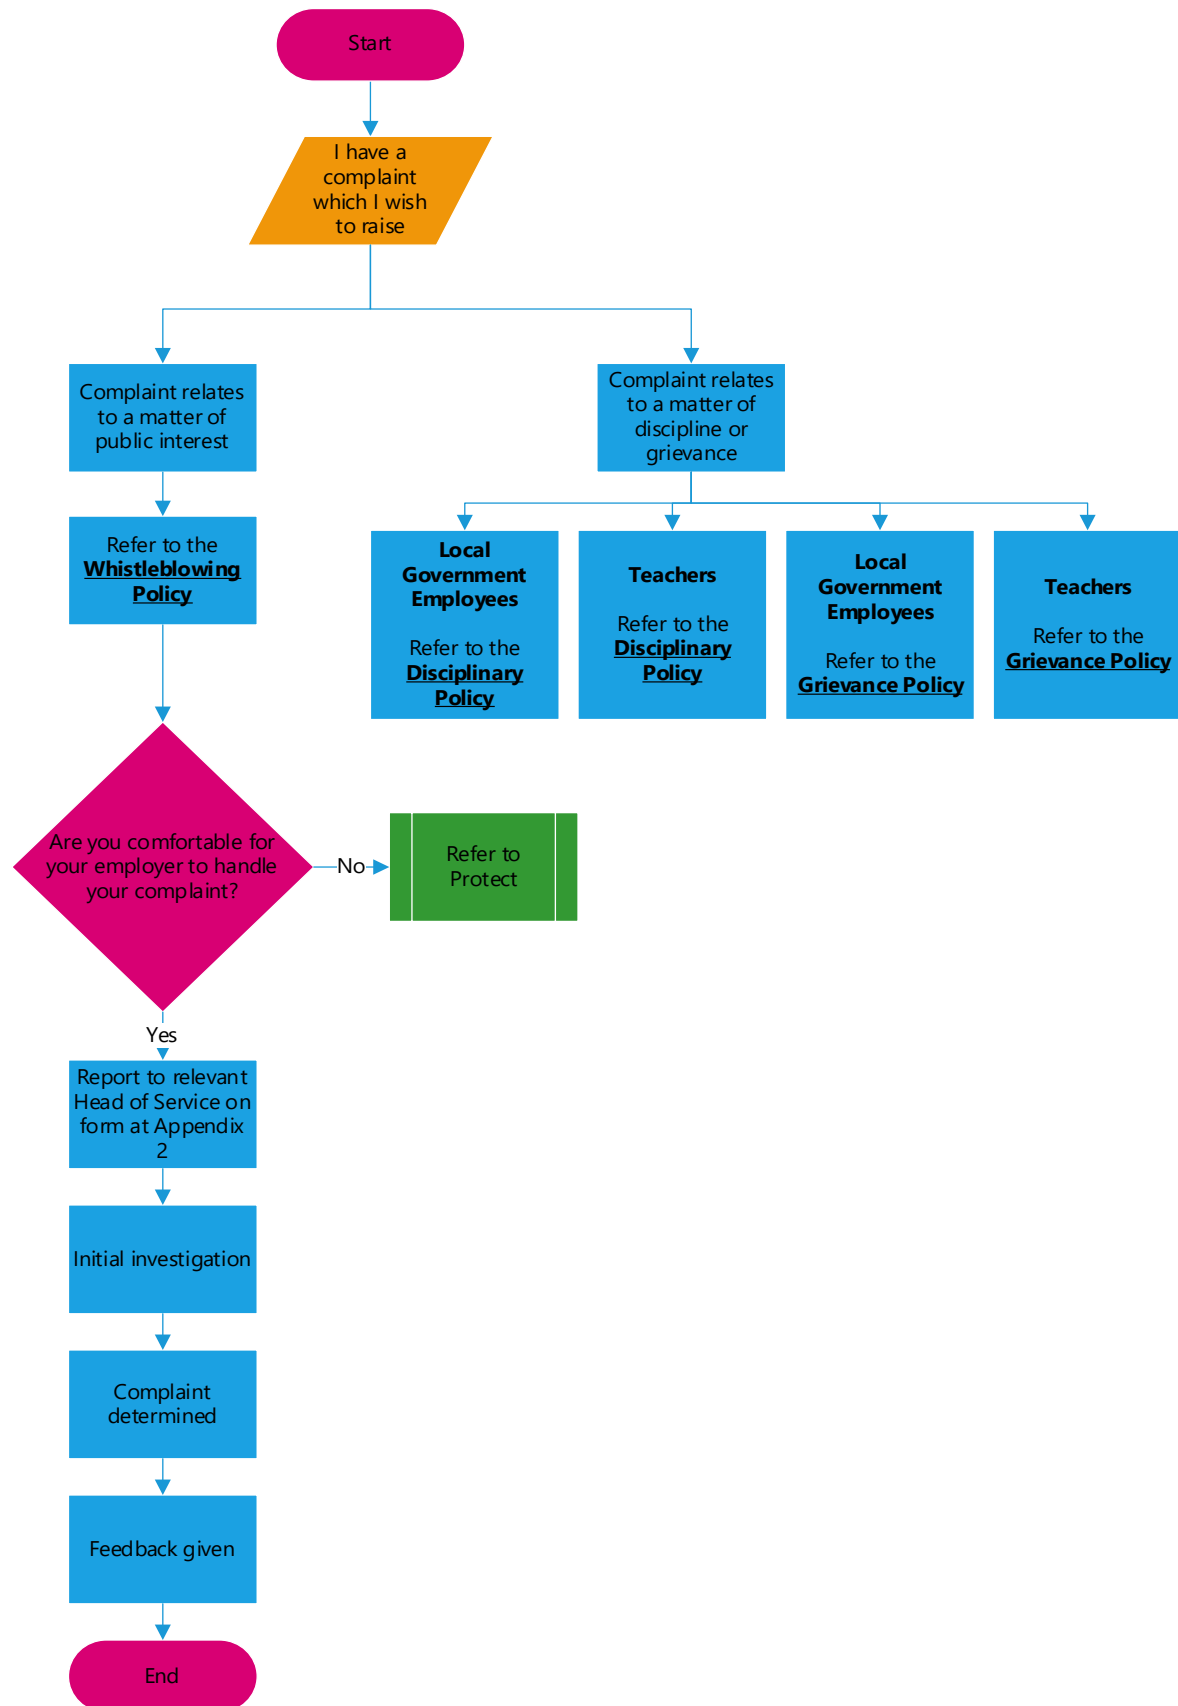 Start
I have a
complaint
which I wish
to raise
Complaint relates
to a matter of
public interest
Complaint relates
to a matter of
discipline or
grievance
Refer to the
Whistleblowing
Policy
Local
Government
Employees
Refer to the
Disciplinary
Policy
Teachers
Refer to the
Disciplinary
Policy
Local
Government
Employees
Refer to the
Grievance Policy
Teachers
Refer to the
Grievance Policy
Are you comfortable for
your employer to handle
your complaint?
No
Refer to
Protect
Yes
Report to relevant
Head of Service on
form at Appendix
2
Initial investigation
Complaint
determined
Feedback given
End